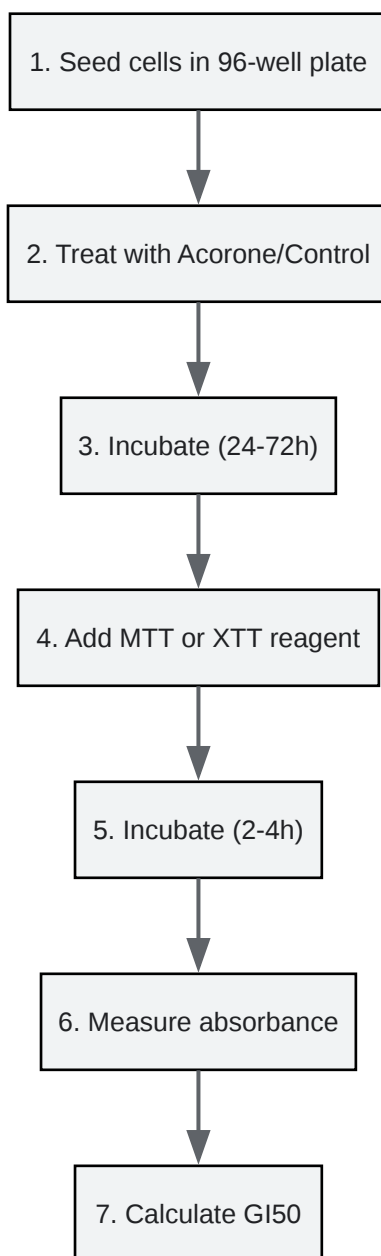 1. Seed cells in 96-well plate
2. Treat with Acorone/Control
3. Incubate (24-72h)
4. Add MTT or XTT reagent
5. Incubate (2-4h)
6. Measure absorbance
7. Calculate GI50